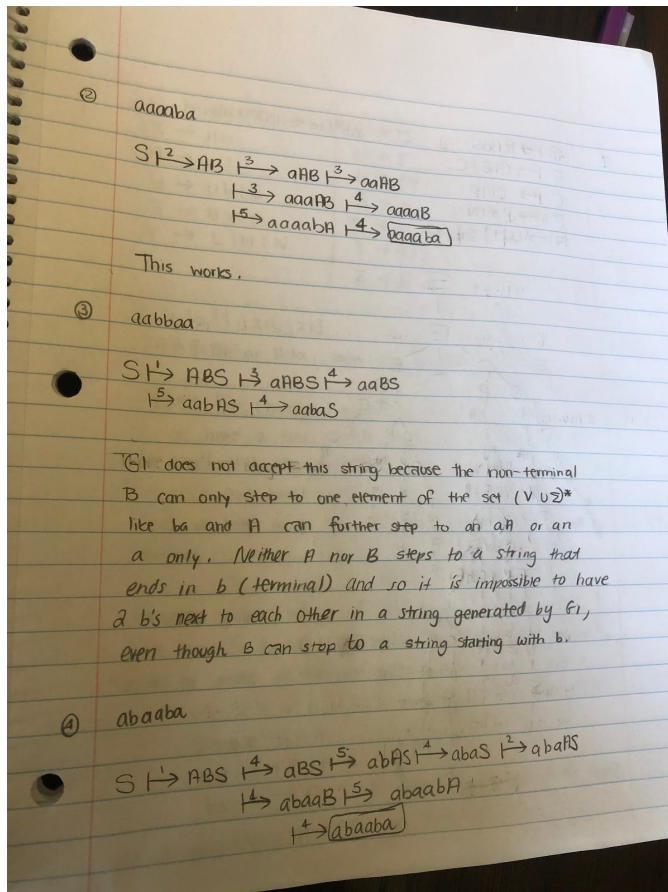 ② aaaaba
S |2→ AB |3→ aAB |3→ aaAB
|3→ aaaAB |4→ aaaaB
|5→ aaaabA |4→ aaaaba
This works.
③ aabbaa
S |1→ ABS |3→ aABS |4→ aaBS
|5→ aabAS |4→ aabaS
G1 does not accept this string because the non-terminal
B can only step to one element of the set (V ∪ Σ)*
like ba and A can further step to an aA or an
a only. Neither A nor B steps to a string that
ends in b (terminal) and so it is impossible to have
2 b's next to each other in a string generated by G1,
even though B can step to a string starting with b.
④ abaaba
S |1→ ABS |4→ aBS |5→ abAS |4→ abaS |2→ abaAS
|4→ abaaB |5→ abaabA
|4→ abaaba